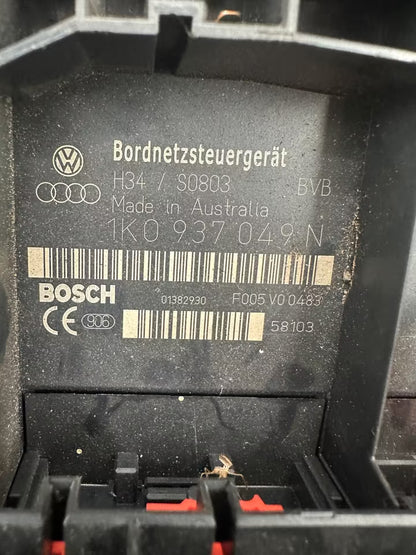 Bordnetzsteuergerät
H34 / S0803 BVB
Made in Australia
1K0 937 049 N
BOSCH 01382930 F005 V0 0483
CE 906 58103